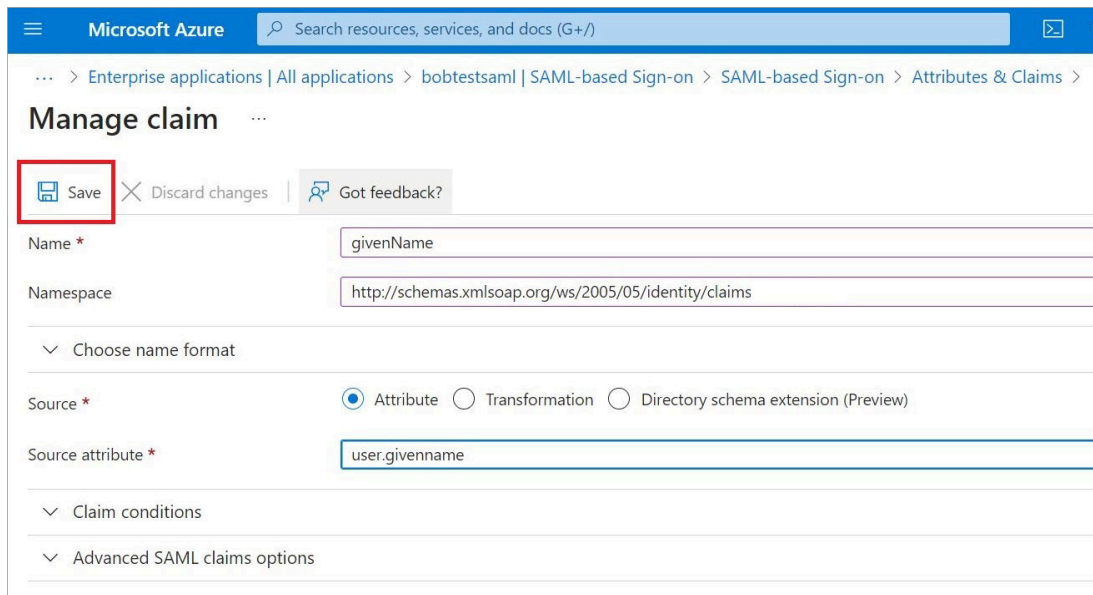 Microsoft Azure Search resources, services, and docs (G+/)
··· > Enterprise applications | All applications > bobtestsaml | SAML-based Sign-on > SAML-based Sign-on > Attributes & Claims >
Manage claim ···
Save Discard changes Got feedback?
Name * givenName
Namespace http://schemas.xmlsoap.org/ws/2005/05/identity/claims
Choose name format
Source * Attribute Transformation Directory schema extension (Preview)
Source attribute * user.givenname
Claim conditions
Advanced SAML claims options